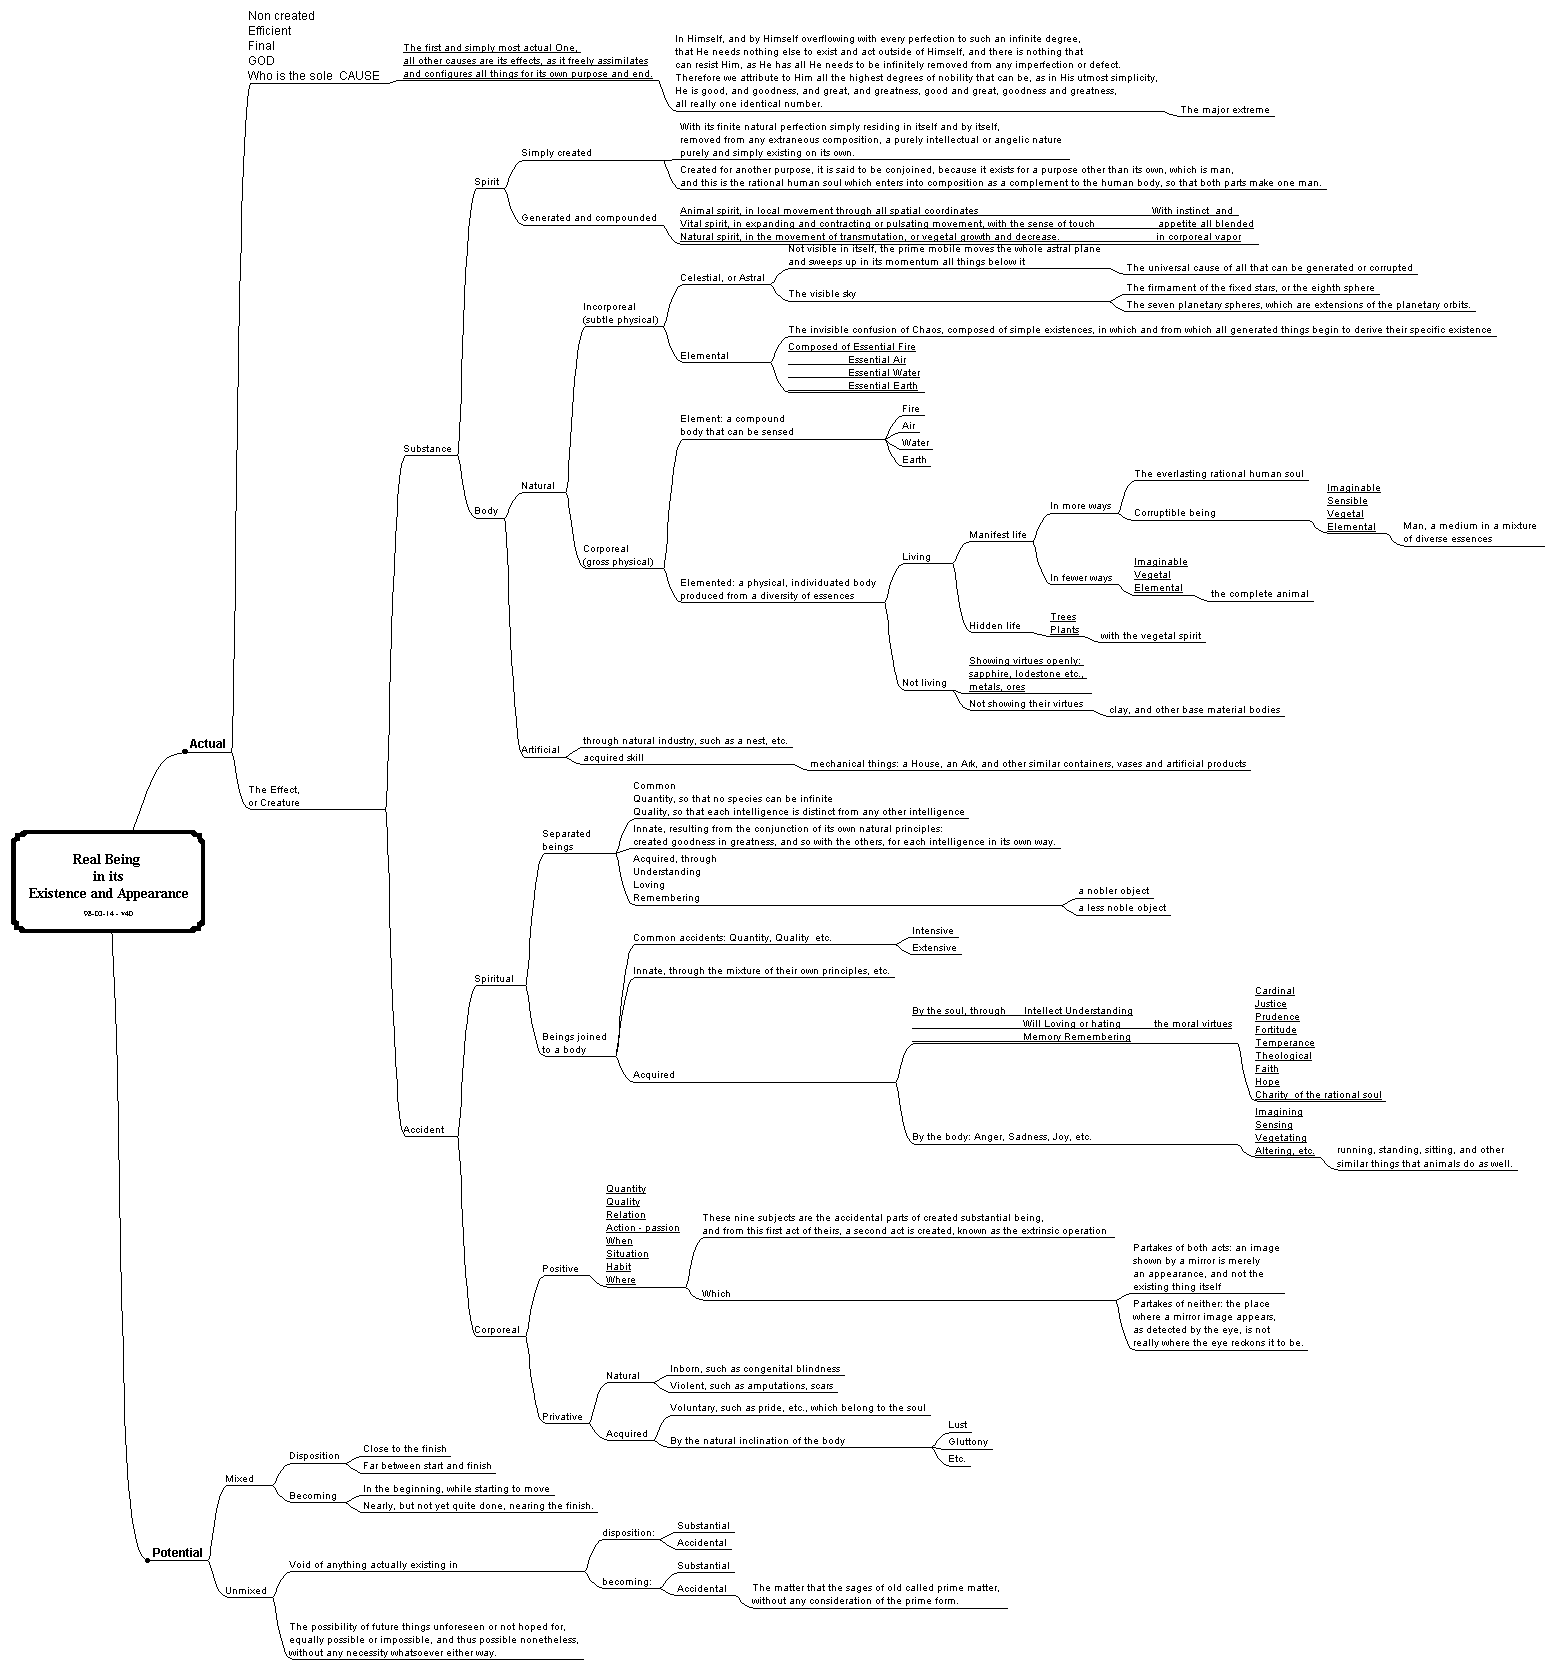 Non created
Efficient
Final
GOD
Who is the sole CAUSE
The first and simply most actual One,
all other causes are its effects, as it freely assimilates
and configures all things for its own purpose and end.
In Himself, and by Himself overflowing with every perfection to such an infinite degree,
that He needs nothing else to exist and act outside of Himself, and there is nothing that
can resist Him, as He has all He needs to be infinitely removed from any imperfection or defect.
Therefore we attribute to Him all the highest degrees of nobility that can be, as in His utmost simplicity,
He is good, and goodness, and great, and greatness, good and great, goodness and greatness,
all really one identical number.
The major extreme
Spirit
Simply created
With its finite natural perfection simply residing in itself and by itself,
removed from any extraneous composition, a purely intellectual or angelic nature
purely and simply existing on its own.
Created for another purpose, it is said to be conjoined, because it exists for a purpose other than its own, which is man,
and this is the rational human soul which enters into composition as a complement to the human body, so that both parts make one man.
Generated and compounded
Animal spirit, in local movement through all spatial coordinates With instinct and
Vital spirit, in expanding and contracting or pulsating movement, with the sense of touch appetite all blended
Natural spirit, in the movement of transmutation, or vegetal growth and decrease. in corporeal vapor
Substance
Body
Natural
Incorporeal
(subtle physical)
Celestial, or Astral
Not visible in itself, the prime mobile moves the whole astral plane
and sweeps up in its momentum all things below it
The universal cause of all that can be generated or corrupted
The visible sky
The firmament of the fixed stars, or the eighth sphere
The seven planetary spheres, which are extensions of the planetary orbits.
Elemental
The invisible confusion of Chaos, composed of simple existences, in which and from which all generated things begin to derive their specific existence
Composed of Essential Fire
Essential Air
Essential Water
Essential Earth
Corporeal
(gross physical)
Element: a compound
body that can be sensed
Fire
Air
Water
Earth
Elemented: a physical, individuated body
produced from a diversity of essences
Living
Manifest life
In more ways
The everlasting rational human soul
Corruptible being
Imaginable
Sensible
Vegetal
Elemental
Man, a medium in a mixture
of diverse essences
In fewer ways
Imaginable
Vegetal
Elemental
the complete animal
Hidden life
Trees
Plants
with the vegetal spirit
Not living
Showing virtues openly:
sapphire, lodestone etc.,
metals, ores
Not showing their virtues
clay, and other base material bodies
Artificial
through natural industry, such as a nest, etc.
acquired skill
mechanical things: a House, an Ark, and other similar containers, vases and artificial products
Actual
The Effect,
or Creature
Real Being
in its
Existence and Appearance
98-03-14 - v40
Accident
Spiritual
Separated
beings
Common
Quantity, so that no species can be infinite
Quality, so that each intelligence is distinct from any other intelligence
Innate, resulting from the conjunction of its own natural principles:
created goodness in greatness, and so with the others, for each intelligence in its own way.
Acquired, through
Understanding
Loving
Remembering
a nobler object
a less noble object
Beings joined
to a body
Common accidents: Quantity, Quality etc.
Intensive
Extensive
Innate, through the mixture of their own principles, etc.
Acquired
By the soul, through Intellect Understanding
Will Loving or hating the moral virtues
Memory Remembering
Cardinal
Justice
Prudence
Fortitude
Temperance
Theological
Faith
Hope
Charity of the rational soul
By the body: Anger, Sadness, Joy, etc.
Imagining
Sensing
Vegetating
Altering, etc.
running, standing, sitting, and other
similar things that animals do as well.
Corporeal
Positive
Quantity
Quality
Relation
Action - passion
When
Situation
Habit
Where
These nine subjects are the accidental parts of created substantial being,
and from this first act of theirs, a second act is created, known as the extrinsic operation
Which
Partakes of both acts: an image
shown by a mirror is merely
an appearance, and not the
existing thing itself
Partakes of neither: the place
where a mirror image appears,
as detected by the eye, is not
really where the eye reckons it to be.
Privative
Natural
Inborn, such as congenital blindness
Violent, such as amputations, scars
Acquired
Voluntary, such as pride, etc., which belong to the soul
By the natural inclination of the body
Lust
Gluttony
Etc.
Potential
Mixed
Disposition
Close to the finish
Far between start and finish
Becoming
In the beginning, while starting to move
Nearly, but not yet quite done, nearing the finish.
Unmixed
Void of anything actually existing in
disposition:
Substantial
Accidental
becoming:
Substantial
Accidental
The matter that the sages of old called prime matter,
without any consideration of the prime form.
The possibility of future things unforeseen or not hoped for,
equally possible or impossible, and thus possible nonetheless,
without any necessity whatsoever either way.